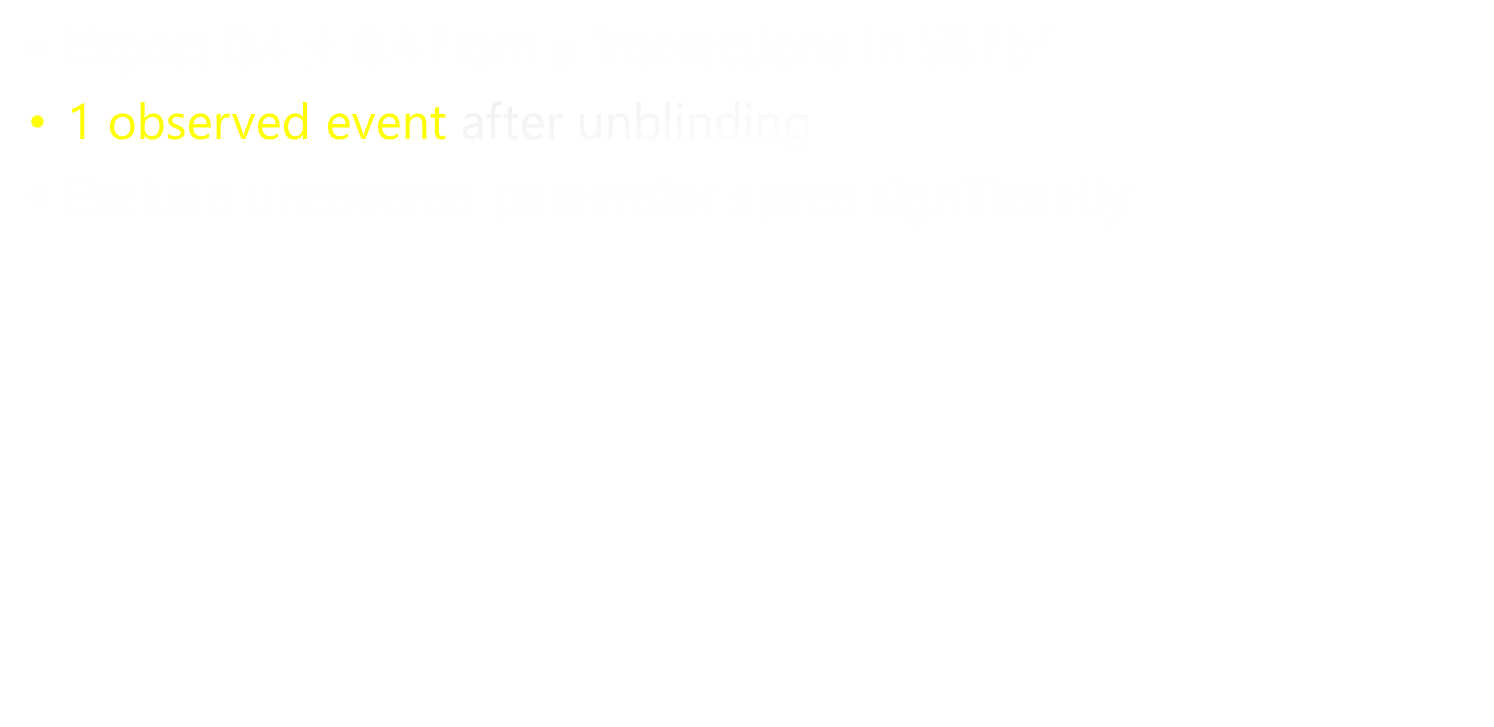 • 1 observed event after unblinding